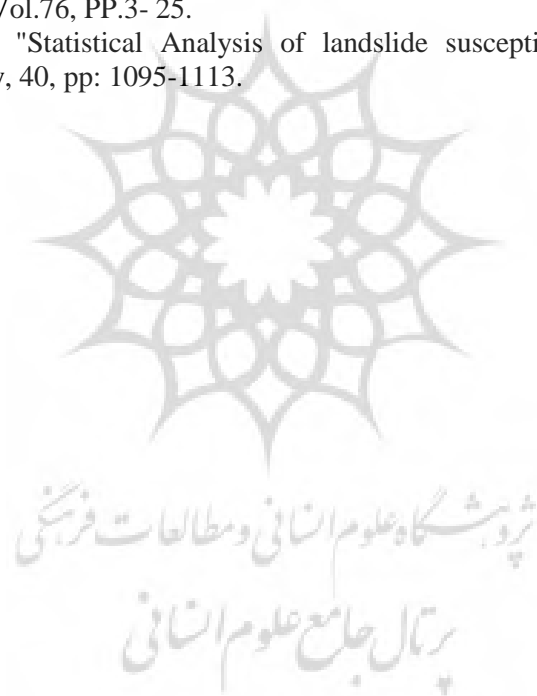 Vol.76, PP.3- 25.
"Statistical Analysis of landslide suscepti
, 40, pp: 1095-1113.
پژوهشگاه علوم انسانی و مطالعات فرهنگی
پرتال جامع علوم انسانی